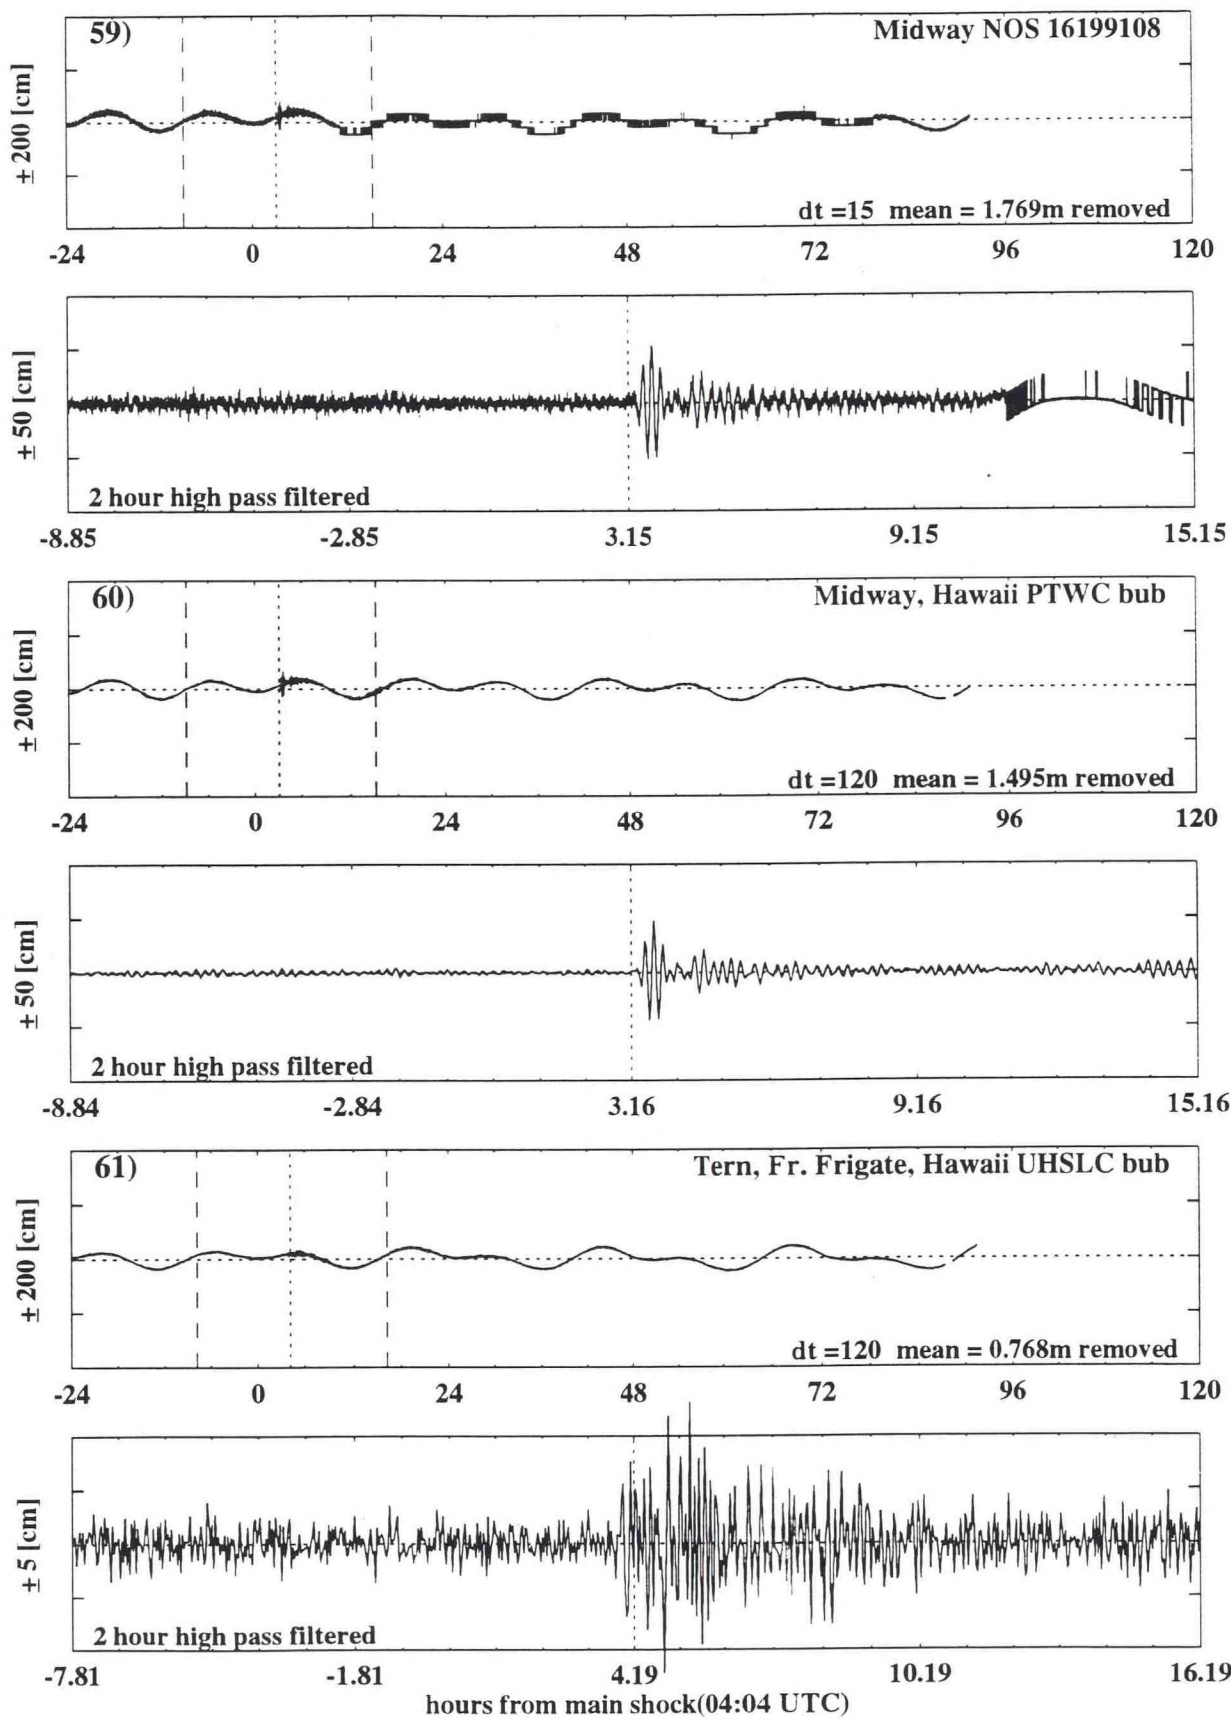 59)
Midway NOS 16199108
± 200 [cm]
dt =15 mean = 1.769m removed
-24 0 24 48 72 96 120
± 50 [cm]
2 hour high pass filtered
-8.85 -2.85 3.15 9.15 15.15
60)
Midway, Hawaii PTWC bub
± 200 [cm]
dt =120 mean = 1.495m removed
-24 0 24 48 72 96 120
± 50 [cm]
2 hour high pass filtered
-8.84 -2.84 3.16 9.16 15.16
61)
Tern, Fr. Frigate, Hawaii UHSLC bub
± 200 [cm]
dt =120 mean = 0.768m removed
-24 0 24 48 72 96 120
± 5 [cm]
2 hour high pass filtered
-7.81 -1.81 4.19 10.19 16.19
hours from main shock(04:04 UTC)